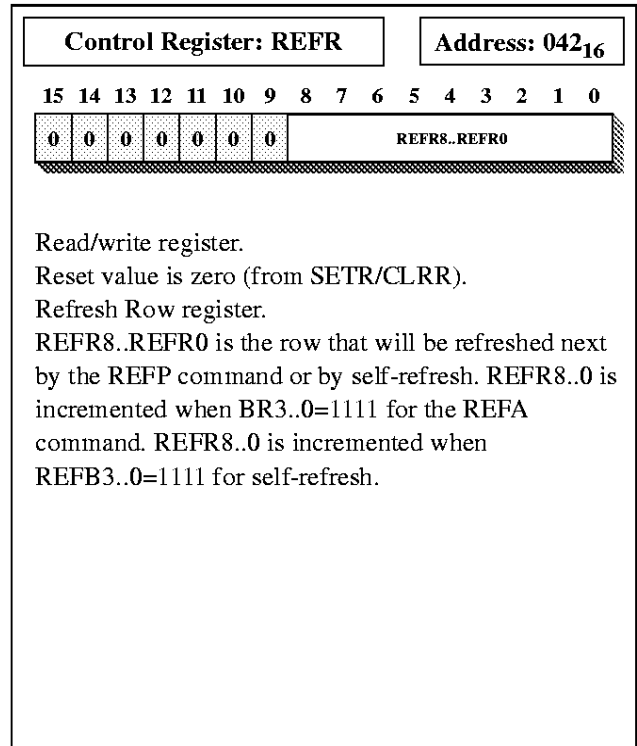 Control Register: REFR Address: 042₁₆
15 14 13 12 11 10 9 8 7 6 5 4 3 2 1 0
0 0 0 0 0 0 0 REFR8..REFR0
Read/write register.
Reset value is zero (from SETR/CLRR).
Refresh Row register.
REFR8..REFR0 is the row that will be refreshed next
by the REFP command or by self-refresh. REFR8..0 is
incremented when BR3..0=1111 for the REFA
command. REFR8..0 is incremented when
REFB3..0=1111 for self-refresh.